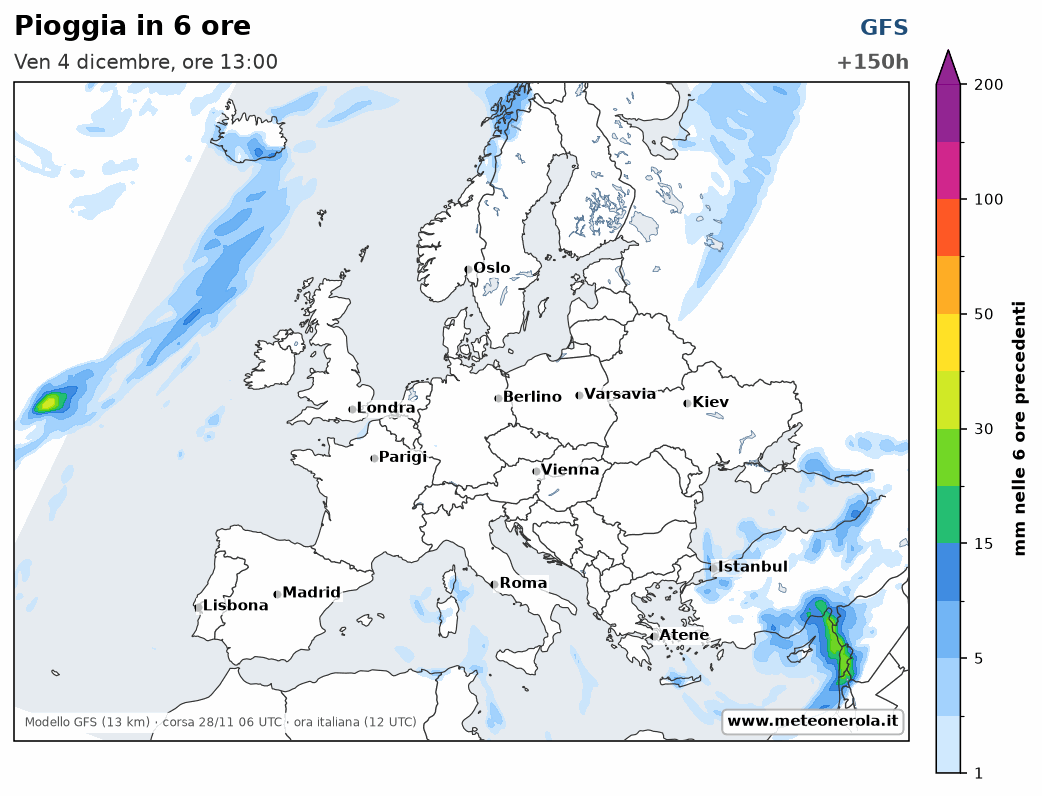 Pioggia in 6 ore
GFS
Ven 4 dicembre, ore 13:00
+150h
200
100
50
30
15
5
1
mm nelle 6 ore precedenti
Oslo
Berlino
Varsavia
Kiev
Londra
Parigi
Vienna
Istanbul
Roma
Madrid
Lisbona
Atene
Modello GFS (13 km) · corsa 28/11 06 UTC · ora italiana (12 UTC)
www.meteonerola.it